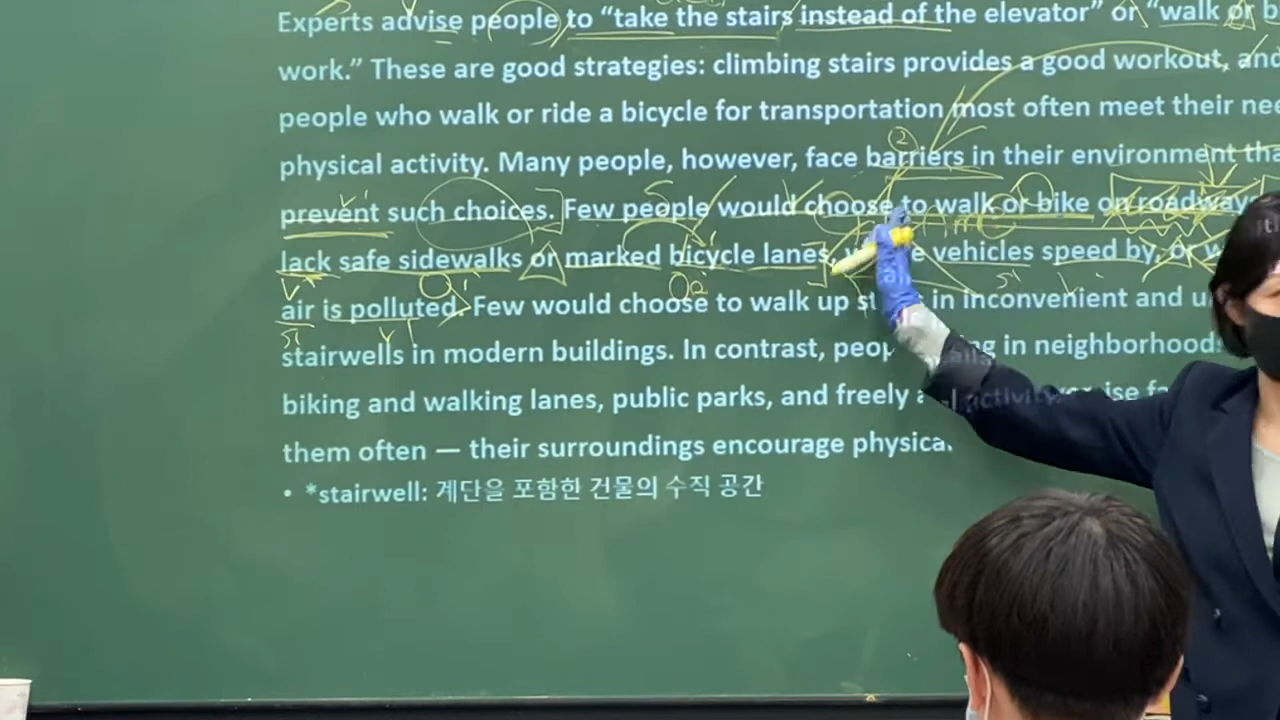 Experts advise people to “take the stairs instead of the elevator” or “walk or
work.” These are good strategies: climbing stairs provides a good workout, and
people who walk or ride a bicycle for transportation most often meet their
physical activity. Many people, however, face barriers in their environment
prevent such choices. Few people would choose to walk or bike on roadways
lack safe sidewalks or marked bicycle lanes, vehicles speed by, or
air is polluted. Few would choose to walk up in inconvenient and
stairwells in modern buildings. In contrast, in neighborhoods
biking and walking lanes, public parks, and freely
them often — their surroundings encourage
• *stairwell: 계단을 포함한 건물의 수직 공간